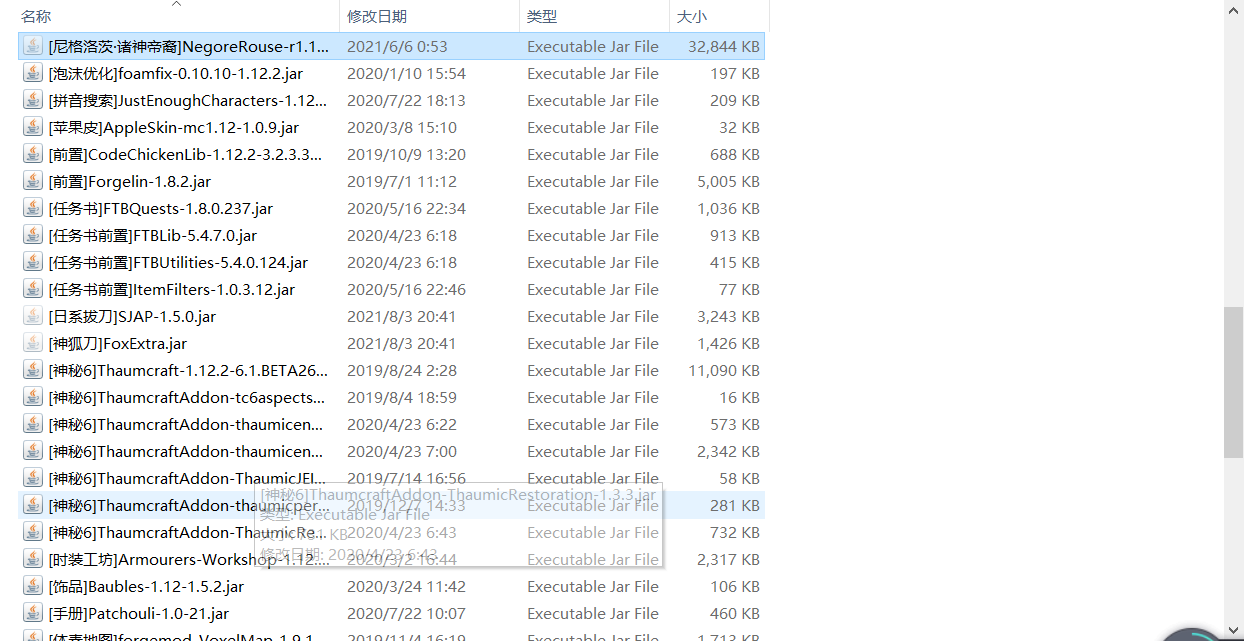 名称 修改日期 类型 大小
[尼格洛茨·诸神帝裔]NegoreRouse-r1.1... 2021/6/6 0:53 Executable Jar File 32,844 KB
[泡沫优化]foamfix-0.10.10-1.12.2.jar 2020/1/10 15:54 Executable Jar File 197 KB
[拼音搜索]JustEnoughCharacters-1.12... 2020/7/22 18:13 Executable Jar File 209 KB
[苹果皮]AppleSkin-mc1.12-1.0.9.jar 2020/3/8 15:10 Executable Jar File 32 KB
[前置]CodeChickenLib-1.12.2-3.2.3.3... 2019/10/9 13:20 Executable Jar File 688 KB
[前置]Forgelin-1.8.2.jar 2019/7/1 11:12 Executable Jar File 5,005 KB
[任务书]FTBQuests-1.8.0.237.jar 2020/5/16 22:34 Executable Jar File 1,036 KB
[任务书前置]FTBLib-5.4.7.0.jar 2020/4/23 6:18 Executable Jar File 913 KB
[任务书前置]FTBUtilities-5.4.0.124.jar 2020/4/23 6:18 Executable Jar File 415 KB
[任务书前置]ItemFilters-1.0.3.12.jar 2020/5/16 22:46 Executable Jar File 77 KB
[日系拔刀]SJAP-1.5.0.jar 2021/8/3 20:41 Executable Jar File 3,243 KB
[神狐刀]FoxExtra.jar 2021/8/3 20:41 Executable Jar File 1,426 KB
[神秘6]Thaumcraft-1.12.2-6.1.BETA26... 2019/8/24 2:28 Executable Jar File 11,090 KB
[神秘6]ThaumcraftAddon-tc6aspects... 2019/8/4 18:59 Executable Jar File 16 KB
[神秘6]ThaumcraftAddon-thaumicen... 2020/4/23 6:22 Executable Jar File 573 KB
[神秘6]ThaumcraftAddon-thaumicen... 2020/4/23 7:00 Executable Jar File 2,342 KB
[神秘6]ThaumcraftAddon-ThaumicJEI... 2019/7/14 16:56 Executable Jar File 58 KB
[神秘6]ThaumcraftAddon-ThaumicRestoration-1.3.3.jar
[神秘6]ThaumcraftAddon-thaumicper... 2019/12/7 14:33 Executable Jar File 281 KB
类型: Executable Jar File
[神秘6]ThaumcraftAddon-ThaumicRe... 2020/4/23 6:43 Executable Jar File 732 KB
修改日期: 2020/4/23 6:43
[时装工坊]Armourers-Workshop-1.12.... 2020/3/2 16:44 Executable Jar File 2,317 KB
[饰品]Baubles-1.12-1.5.2.jar 2020/3/24 11:42 Executable Jar File 106 KB
[手册]Patchouli-1.0-21.jar 2020/7/22 10:07 Executable Jar File 460 KB
[体素地图]forgemod_VoxelMap-1.9.1... 2019/11/4 16:19 Executable Jar File 1,713 KB